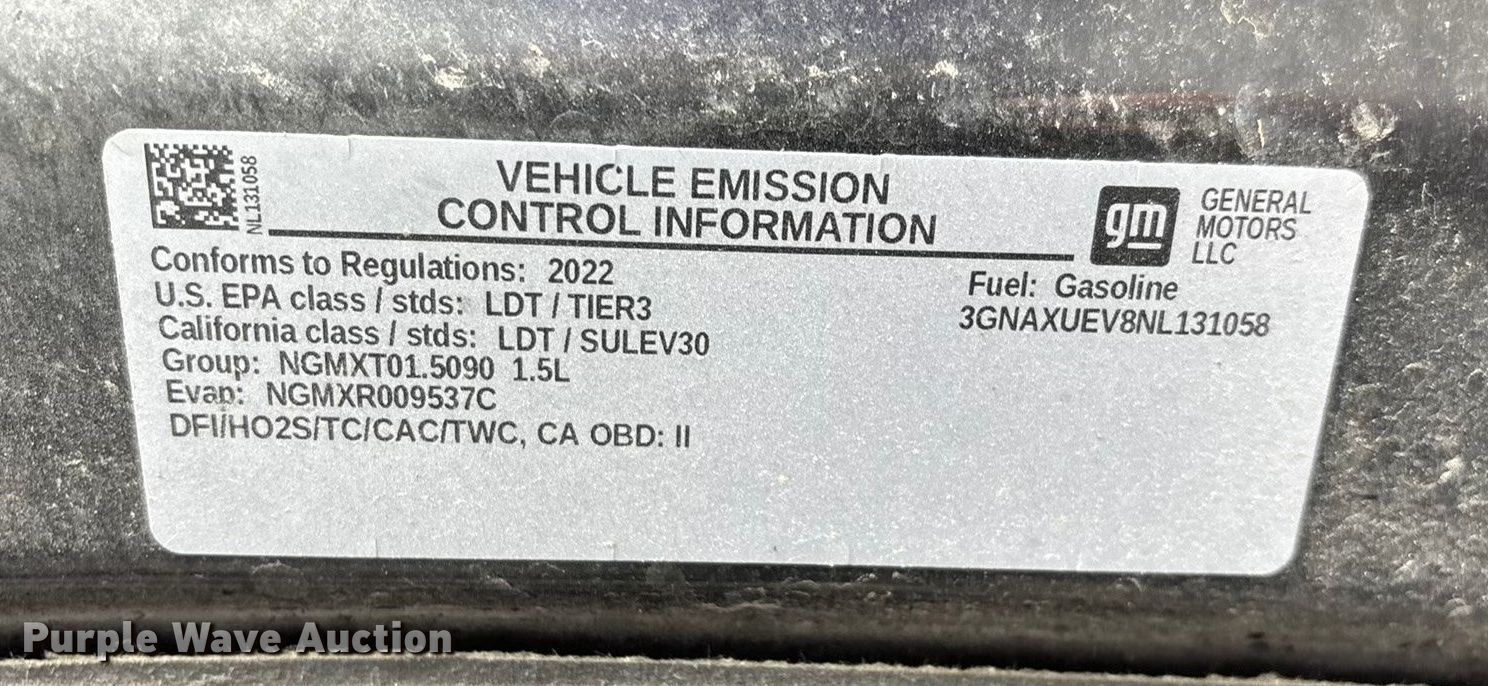 NL131058
VEHICLE EMISSION
CONTROL INFORMATION
gm
GENERAL
MOTORS
LLC
Conforms to Regulations: 2022
U.S. EPA class / stds: LDT / TIER3
California class / stds: LDT / SULEV30
Group: NGMXT01.5090 1.5L
Evap: NGMXR009537C
DFI/HO2S/TC/CAC/TWC, CA OBD: II
Fuel: Gasoline
3GNAXUEV8NL131058
Purple Wave Auction